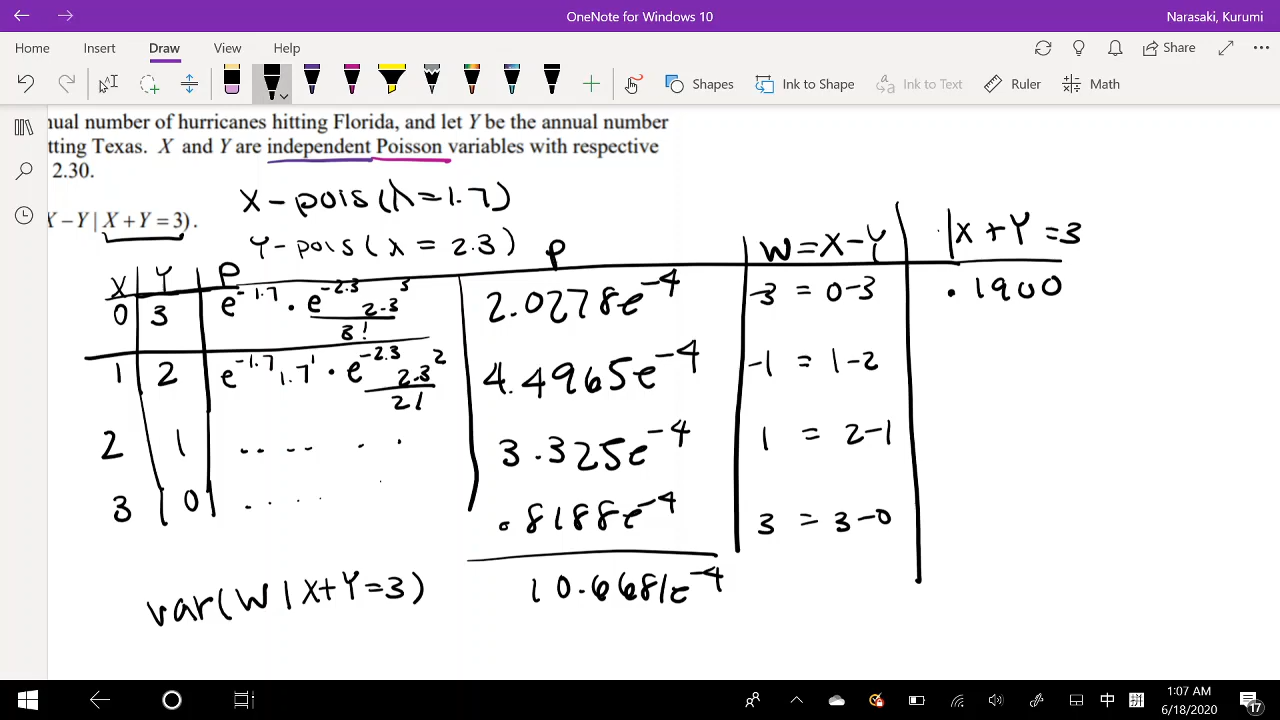 OneNote for Windows 10
Narasaki, Kurumi
Home Insert Draw View Help Share
Shapes Ink to Shape Ink to Text Ruler Math
nual number of hurricanes hitting Florida, and let Y be the annual number
tting Texas. X and Y are independent Poisson variables with respective
2.30.
X – Y | X + Y = 3).
X - pois(λ=1.7)
Y - pois(λ = 2.3)
X Y P P W = X-Y |X+Y=3
0 3 e^-1.7 · e^-2.3 2.3^3 / 3! 2.0278e^-4 -3 = 0-3 .1900
1 2 e^-1.7 1.7^1 · e^-2.3 2.3^2 / 2! 4.4965e^-4 -1 = 1-2
2 1 .. .. . . 3.325e^-4 1 = 2-1
3 0 . . . . .8188e^-4 3 = 3-0
var(W | X+Y=3) 10.6681e^-4
中
拼
1:07 AM
6/18/2020
17